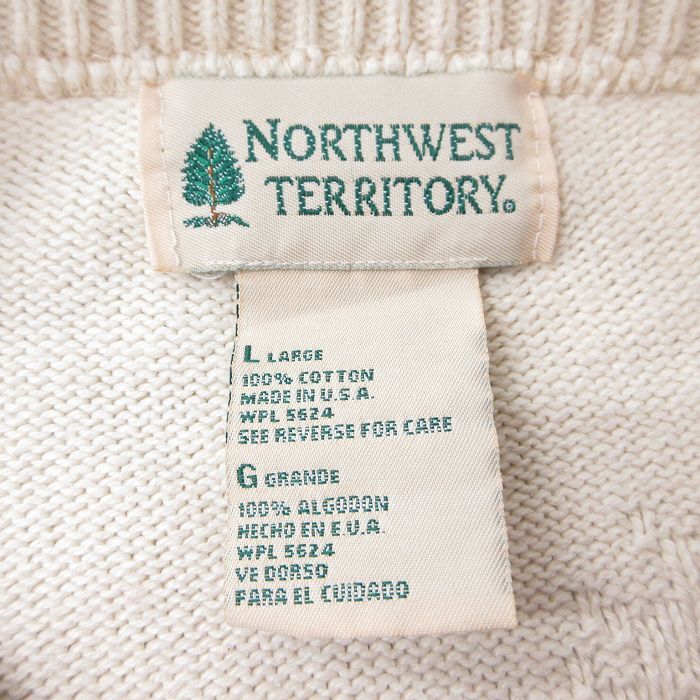 NORTHWEST
TERRITORY®
L LARGE
100% COTTON
MADE IN U.S.A.
WPL 5624
SEE REVERSE FOR CARE
G GRANDE
100% ALGODON
HECHO EN E.U.A.
WPL 5624
VE DORSO
PARA EL CUIDADO